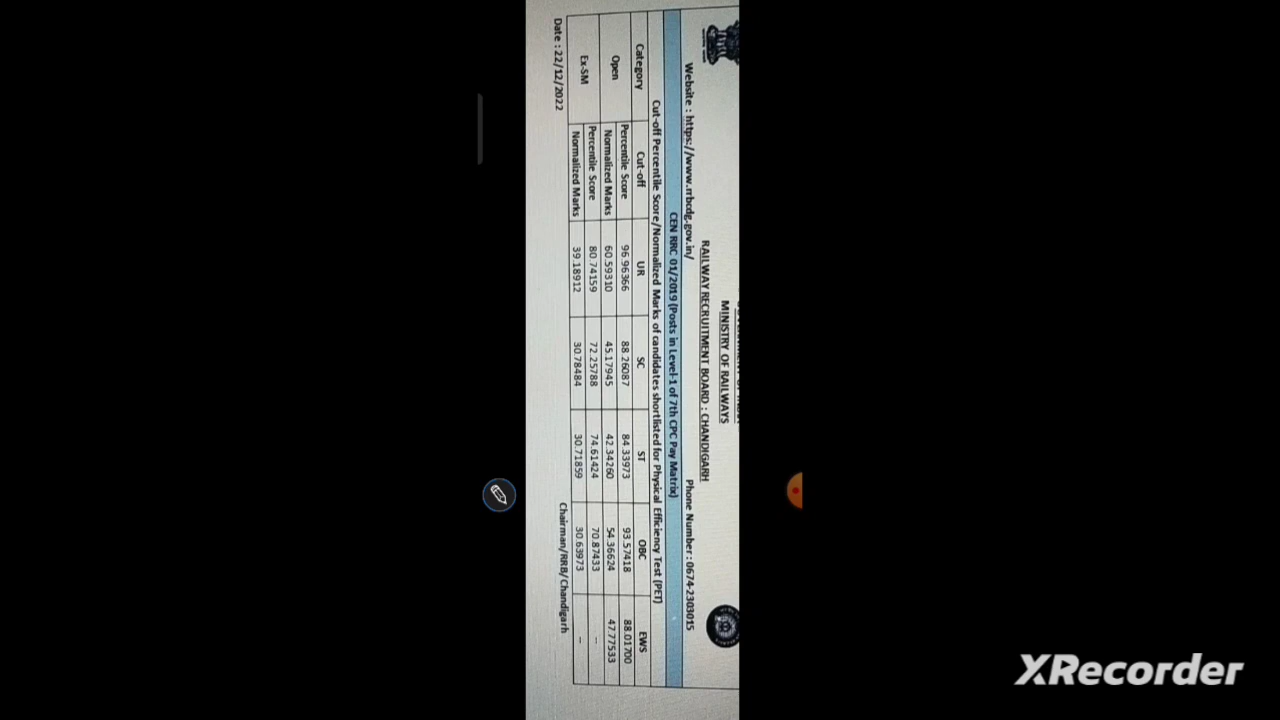 MINISTRY OF RAILWAYS
RAILWAY RECRUITMENT BOARD : CHANDIGARH
Website : https://www.rrbcdg.gov.in/ Phone Number : 0674-2303015
CEN RRC 01/2019 (Posts in Level-1 of 7th CPC Pay Matrix)
Cut-off Percentile Score/Normalized Marks of candidates shortlisted for Physical Efficiency Test (PET)
Category Cut-off UR SC ST OBC EWS
Open Percentile Score 96.96366 88.26087 84.33973 93.57418 88.01700
Normalized Marks 60.59310 45.17945 42.34260 54.36624 47.77533
Ex-SM Percentile Score 80.74159 72.25788 74.61424 70.87433 --
Normalized Marks 39.18912 30.78484 30.71859 30.63973 --
Date : 22/12/2022 Chairman/RRB/Chandigarh
XRecorder